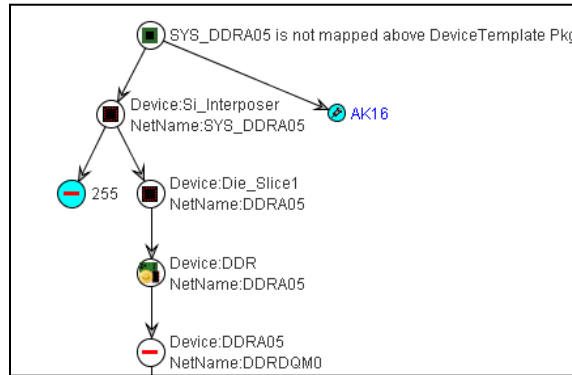 SYS_DDRA05 is not mapped above DeviceTemplate Pkg
Device:Si_Interposer
NetName:SYS_DDRA05
AK16
255
Device:Die_Slice1
NetName:DDRA05
Device:DDR
NetName:DDRA05
Device:DDRA05
NetName:DDRDQM0